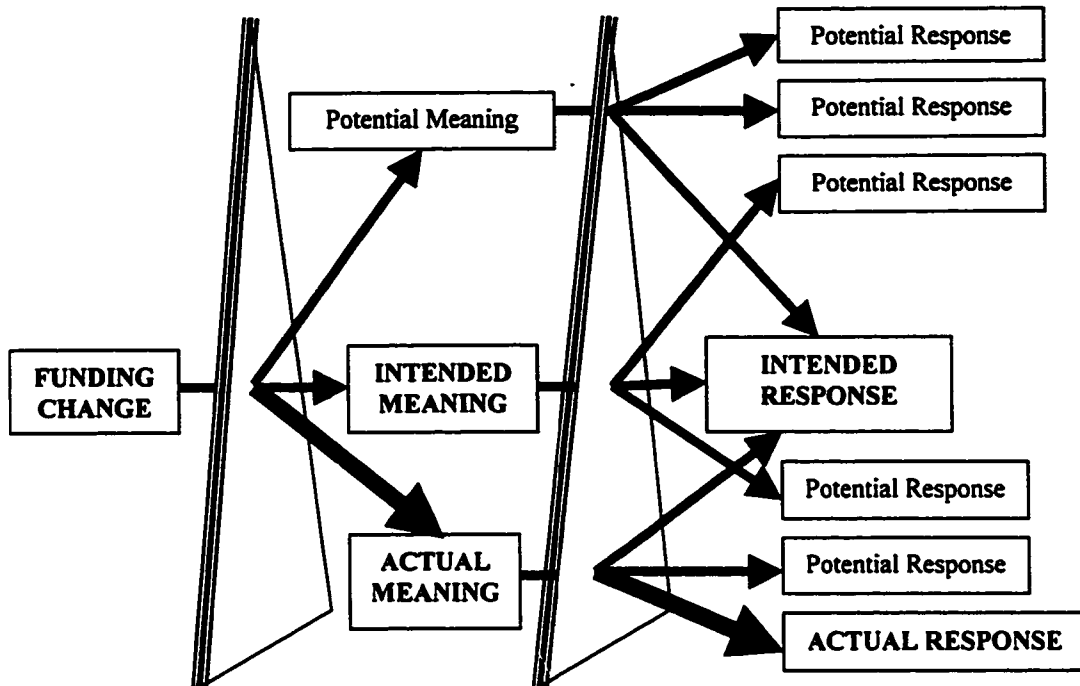 Potential Response
Potential Meaning
Potential Response
Potential Response
FUNDING
CHANGE
INTENDED
MEANING
INTENDED
RESPONSE
Potential Response
ACTUAL
MEANING
Potential Response
ACTUAL RESPONSE